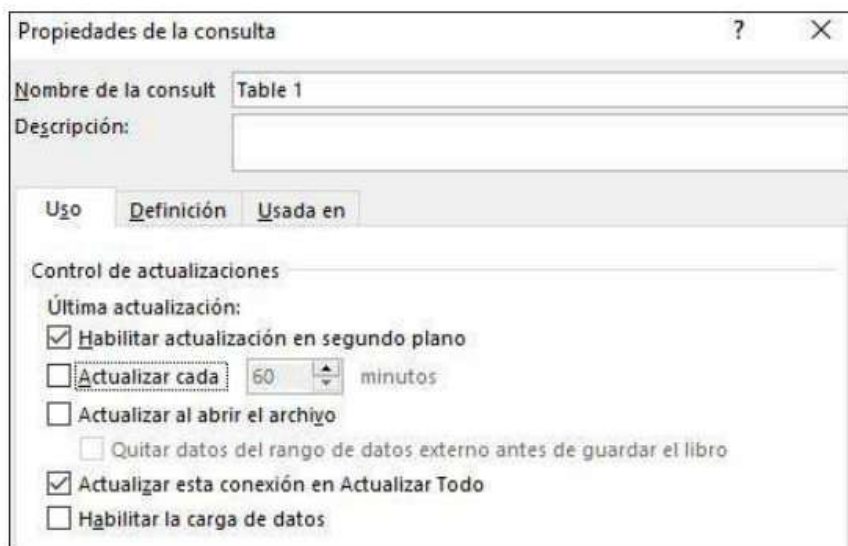 Propiedades de la consulta ?
Nombre de la consult Table 1
Descripción:
Uso Definición Usada en
Control de actualizaciones
Última actualización:
Habilitar actualización en segundo plano
Actualizar cada 60 minutos
Actualizar al abrir el archivo
Quitar datos del rango de datos externo antes de guardar el libro
Actualizar esta conexión en Actualizar Todo
Habilitar la carga de datos